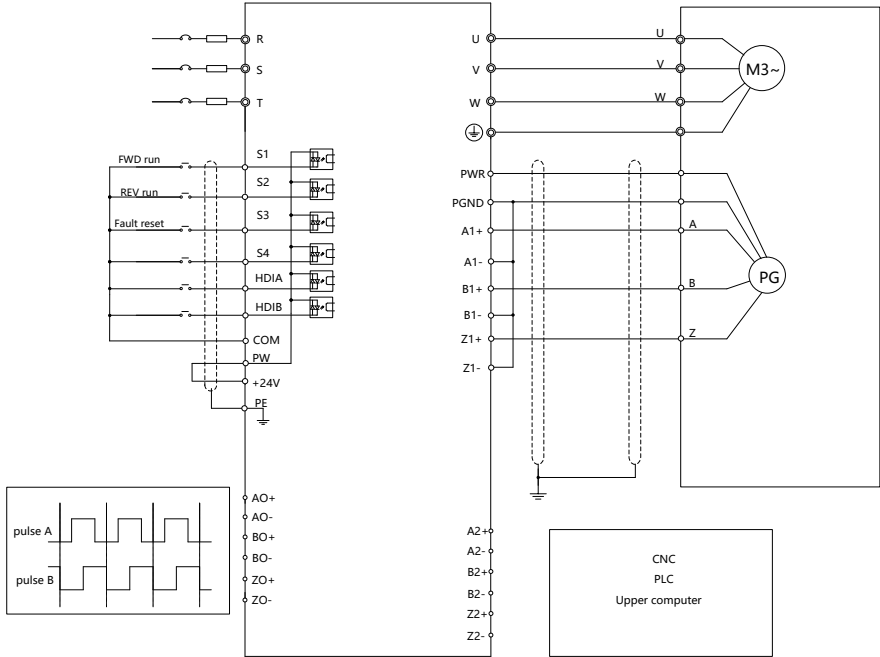 R
S
T
S1
FWD run
S2
REV run
S3
Fault reset
S4
HDIA
HDIB
COM
PW
+24V
PE
U
V
W
PWR
PGND
A1+
A1-
B1+
B1-
Z1+
Z1-
U
V
W
M3~
A
B
Z
PG
pulse A
pulse B
AO+
AO-
BO+
BO-
ZO+
ZO-
A2+
A2-
B2+
B2-
Z2+
Z2-
CNC
PLC
Upper computer